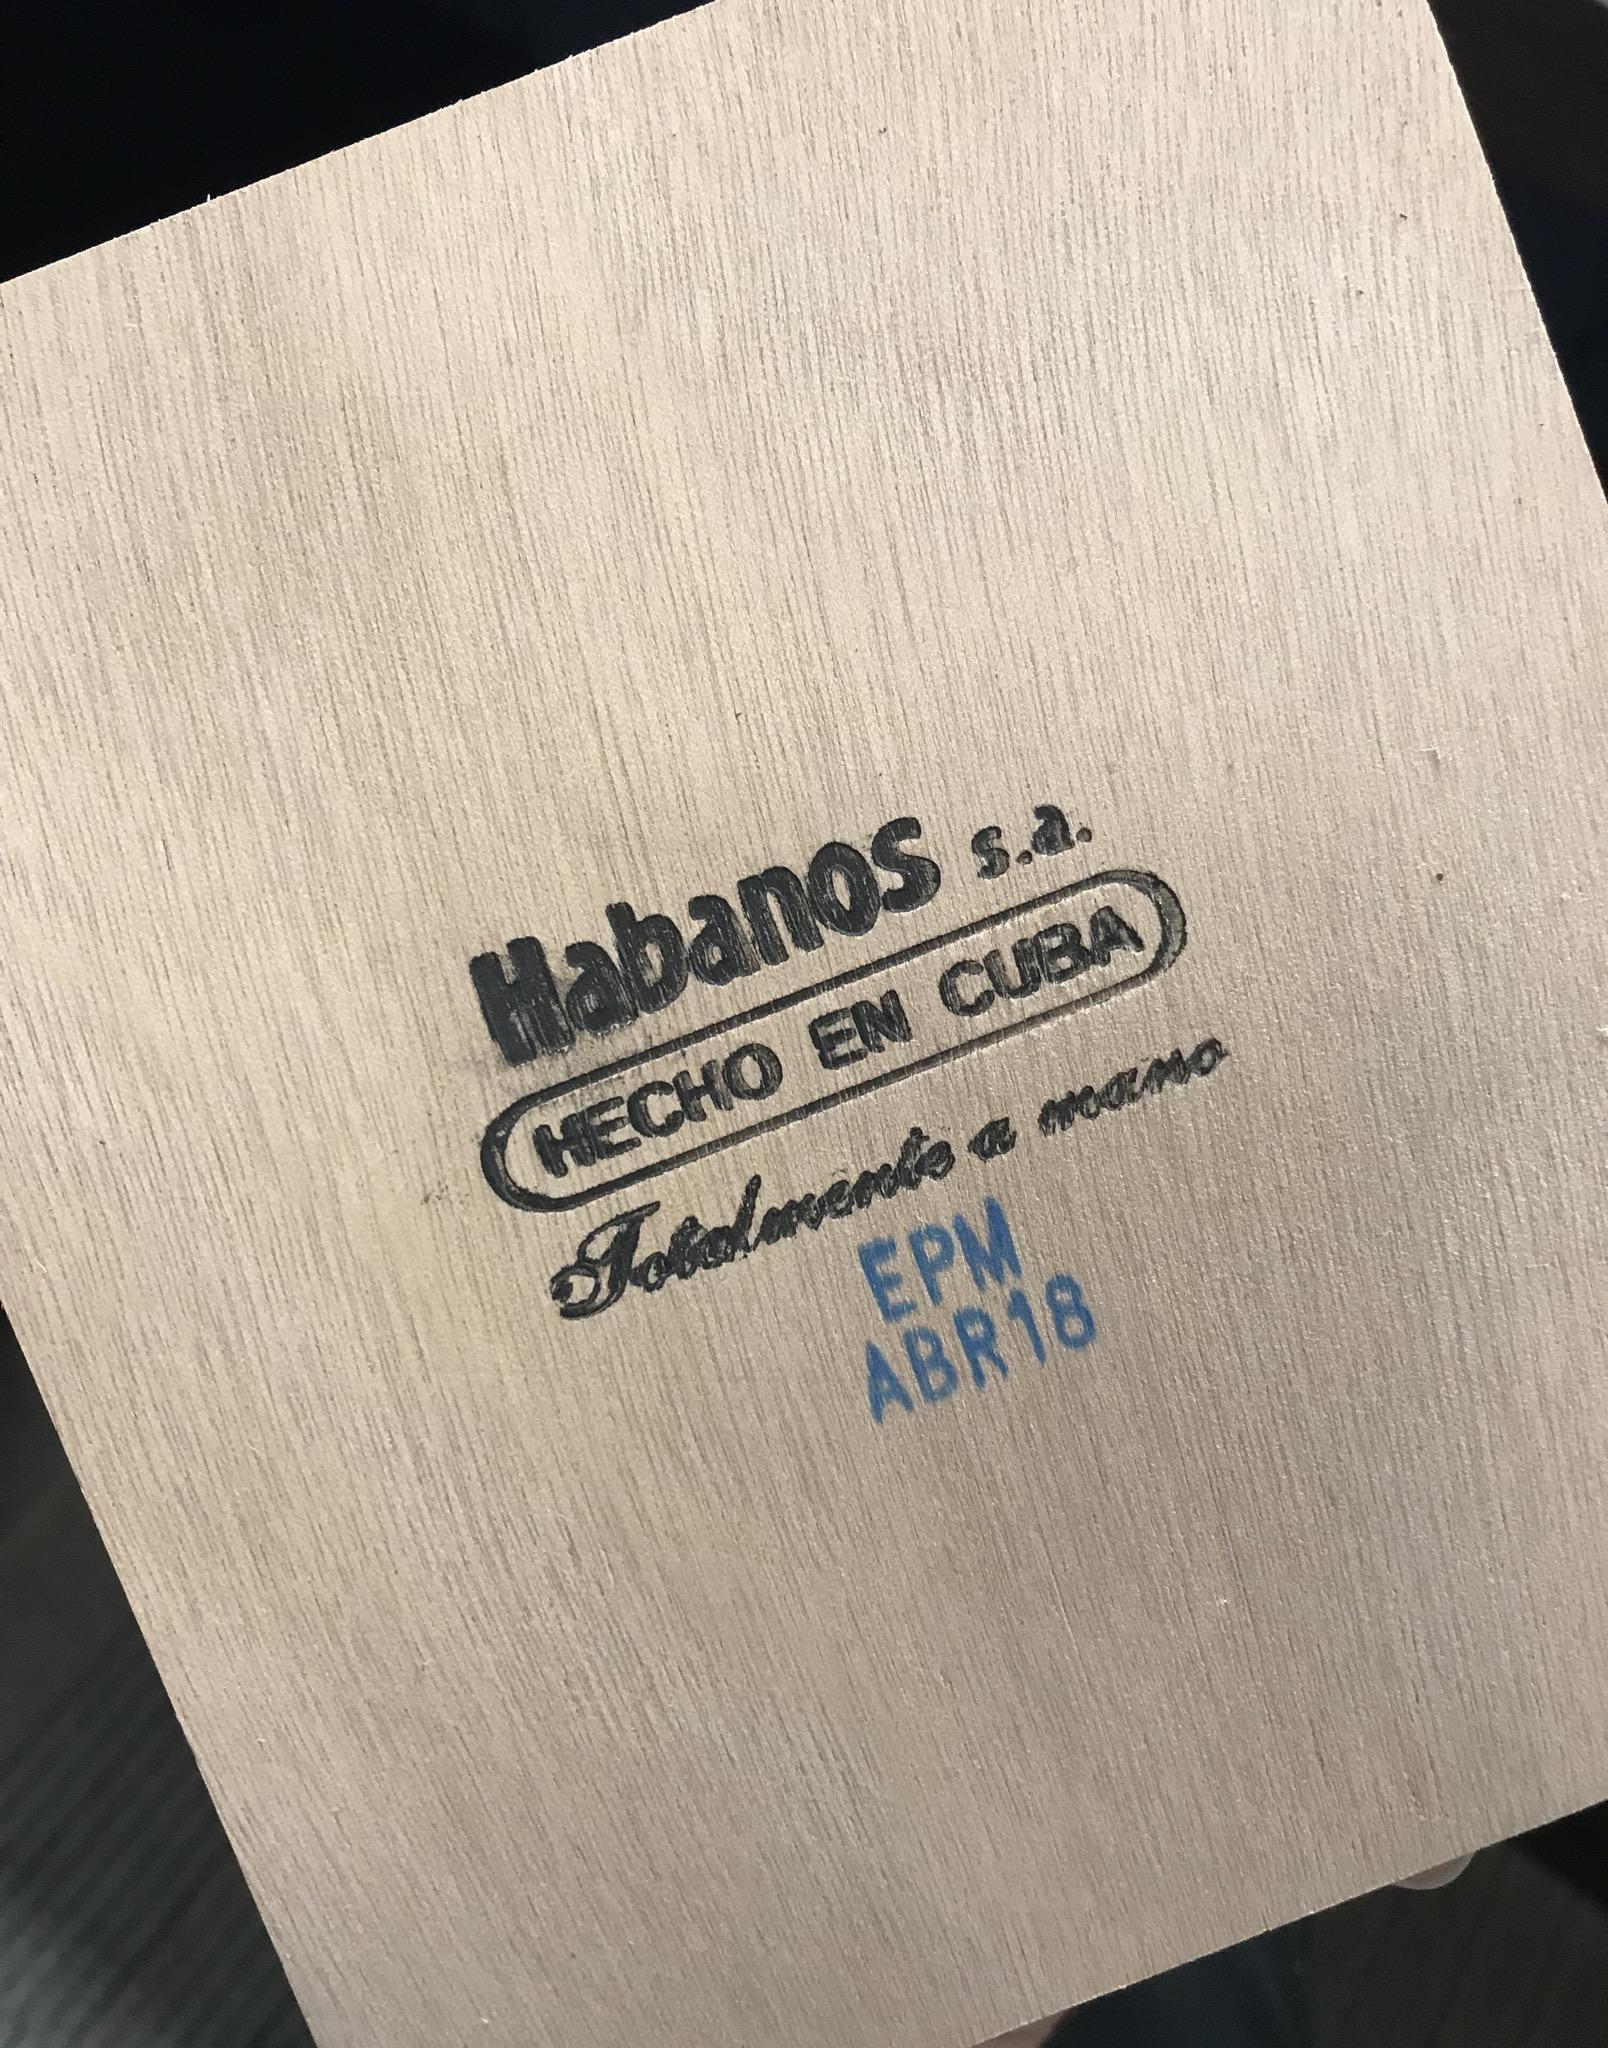 Habanos s.a.
HECHO EN CUBA
Totalmente a mano
EPM
ABR18